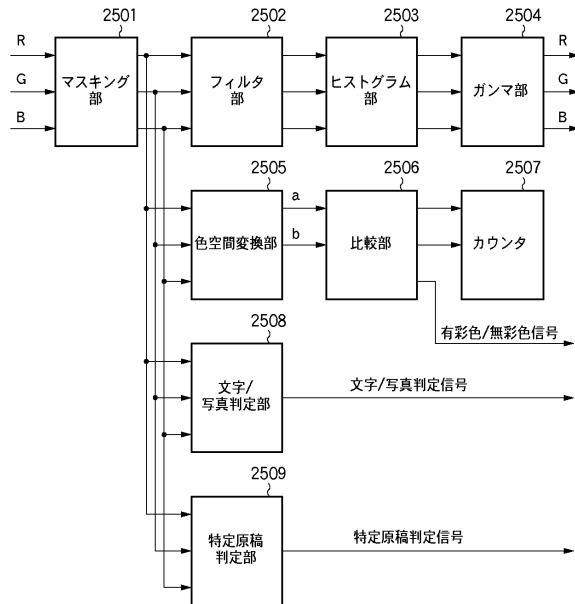 2501
2502
2503
2504
R
G
B
マスキング
部
フィルタ
部
ヒストグラム
部
ガンマ部
R
G
B
2505
2506
2507
色空間変換部
a
b
比較部
カウンタ
有彩色/無彩色信号
2508
文字/
写真判定部
文字/写真判定信号
2509
特定原稿
判定部
特定原稿判定信号